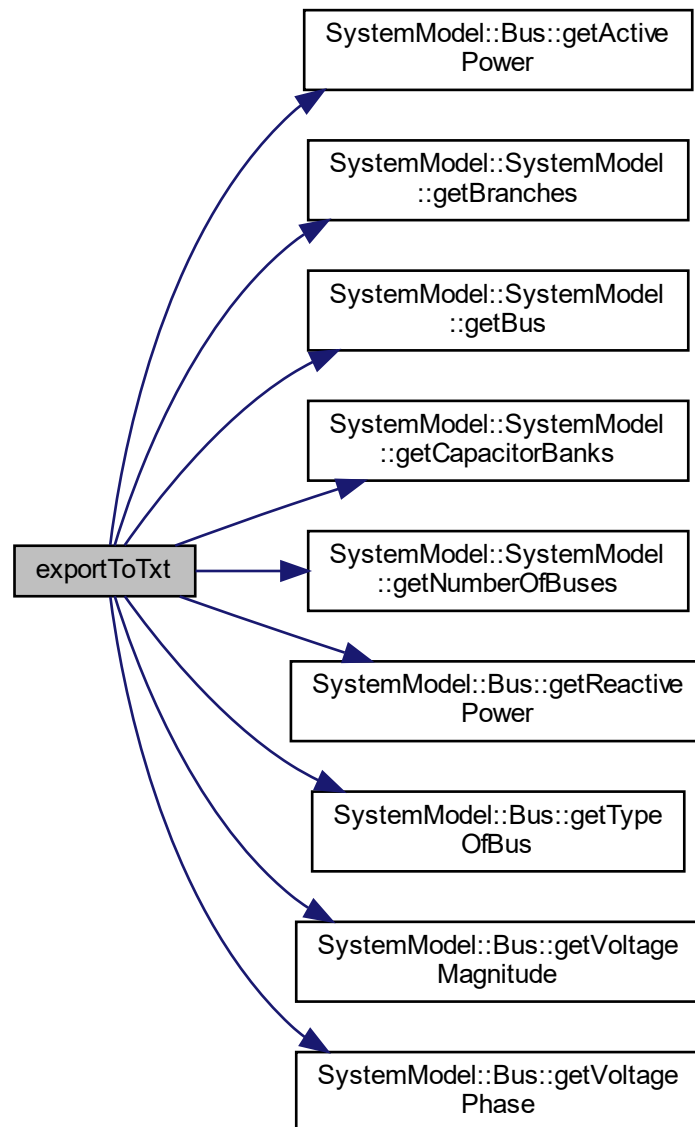 SystemModel::Bus::getActive
Power
SystemModel::SystemModel
::getBranches
SystemModel::SystemModel
::getBus
SystemModel::SystemModel
::getCapacitorBanks
exportToTxt
SystemModel::SystemModel
::getNumberOfBuses
SystemModel::Bus::getReactive
Power
SystemModel::Bus::getType
OfBus
SystemModel::Bus::getVoltage
Magnitude
SystemModel::Bus::getVoltage
Phase